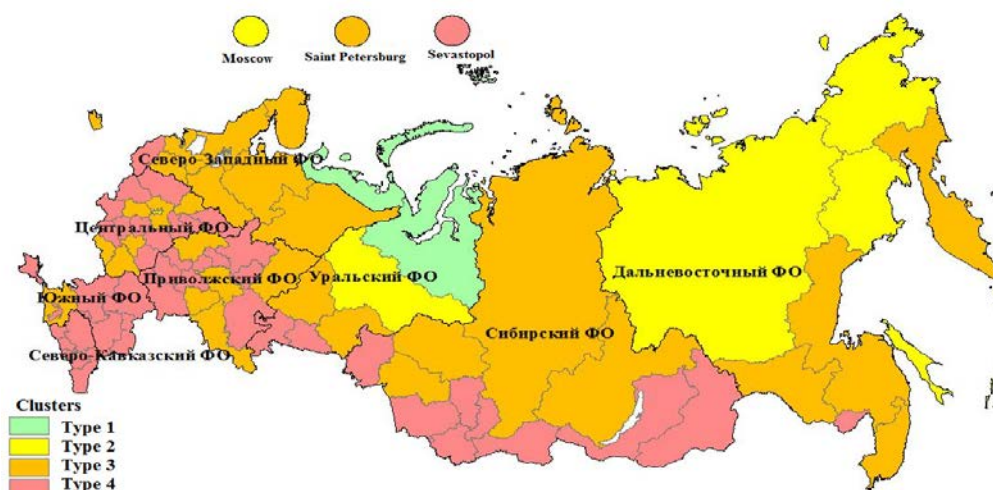 Moscow
Saint Petersburg
Sevastopol
Северо-Западный ФО
Центральный ФО
Приволжский ФО
Уральский ФО
Дальневосточный ФО
Южный ФО
Сибирский ФО
Северо-Кавказский ФО
Clusters
Type 1
Type 2
Type 3
Type 4